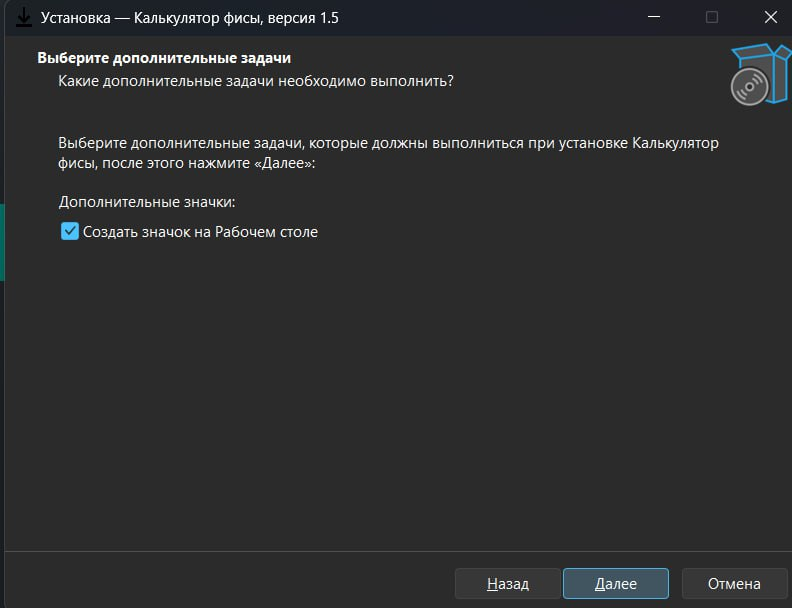 Установка — Калькулятор фисы, версия 1.5
Выберите дополнительные задачи
Какие дополнительные задачи необходимо выполнить?
Выберите дополнительные задачи, которые должны выполниться при установке Калькулятор
фисы, после этого нажмите «Далее»:
Дополнительные значки:
Создать значок на Рабочем столе
Назад Далее Отмена